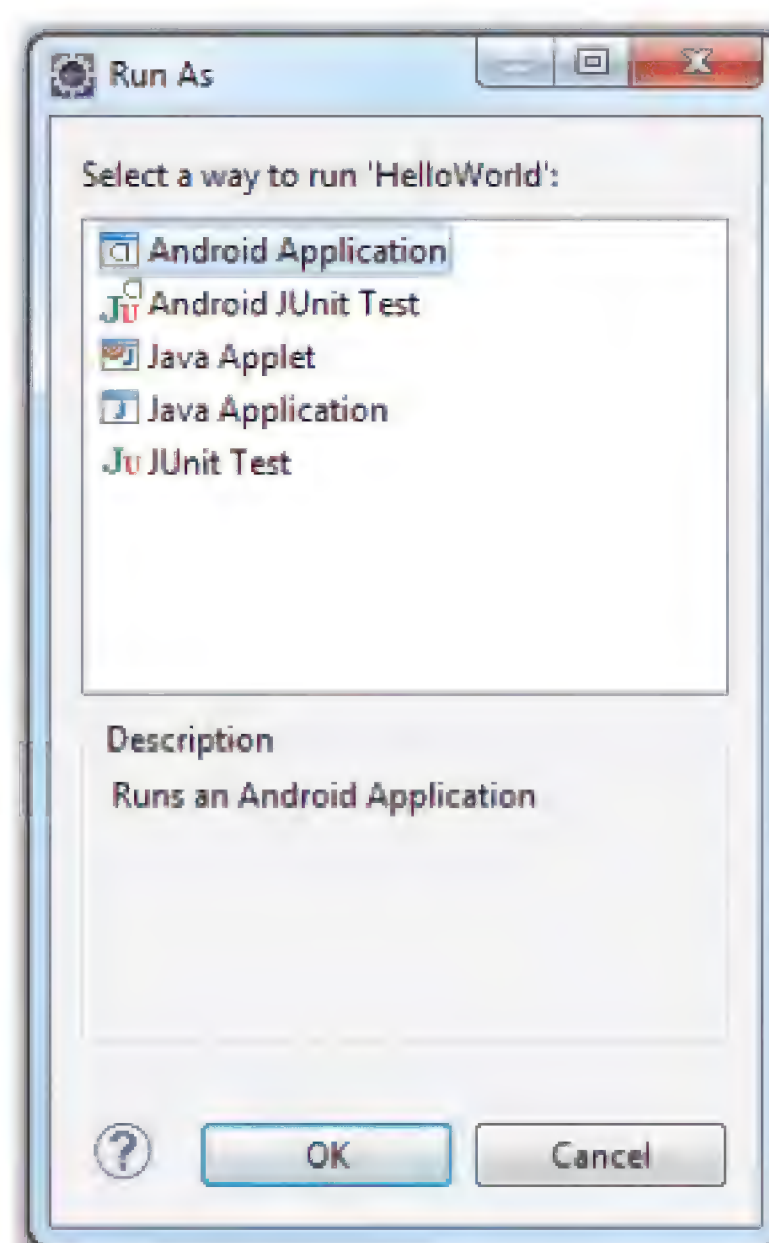 Run As
Select a way to run 'HelloWorld':
Android Application
Android JUnit Test
Java Applet
Java Application
JUnit Test
Description
Runs an Android Application
OK
Cancel